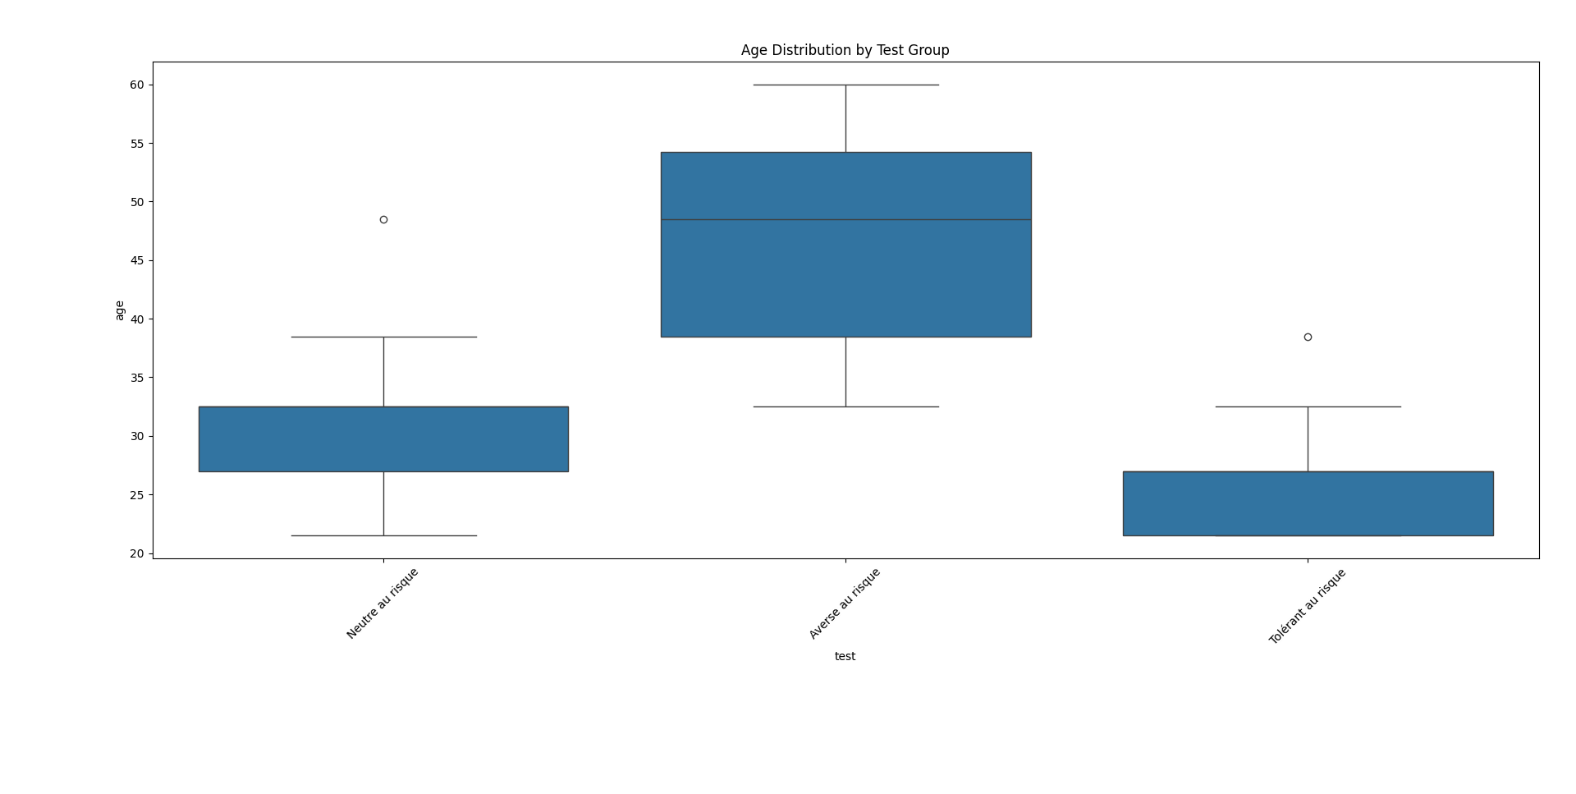 Age Distribution by Test Group
60
55
50
45
40
35
30
25
20
age
Neutre au risque
Averse au risque
Tolérant au risque
test